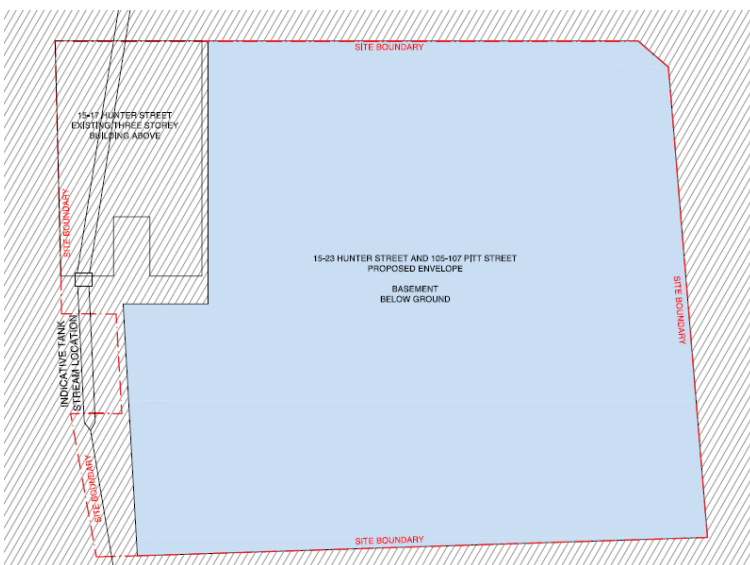 SITE BOUNDARY
15-17 HUNTER STREET
EXISTING THREE STOREY
BUILDING ABOVE
SITE BOUNDARY
15-23 HUNTER STREET AND 105-107 PITT STREET
PROPOSED ENVELOPE
BASEMENT
BELOW GROUND
SITE BOUNDARY
INDICATIVE TANK
STREAM LOCATION
SITE BOUNDARY
SITE BOUNDARY